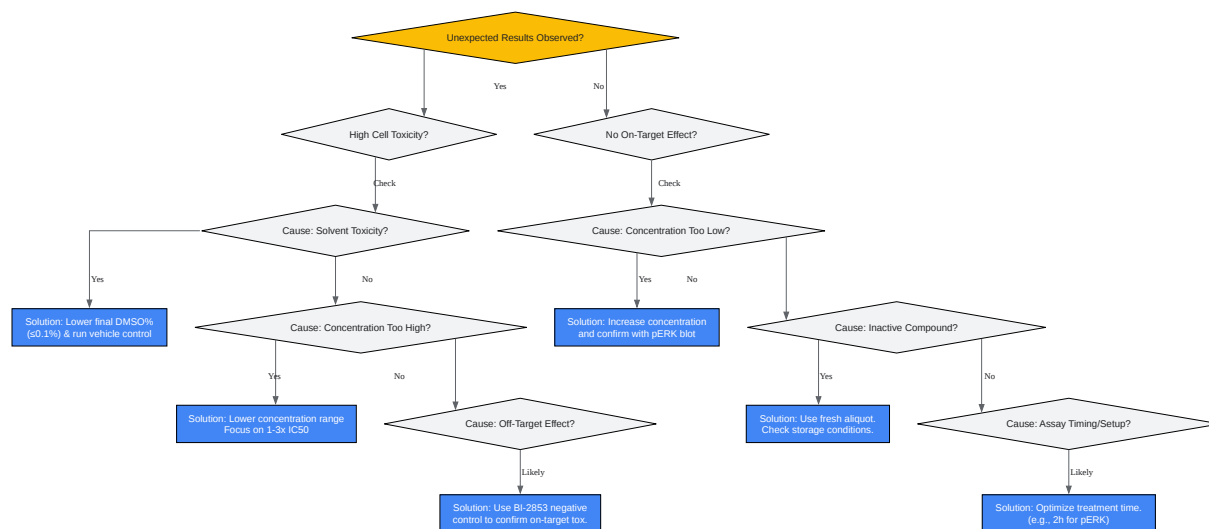 Unexpected Results Observed?
Yes
No
High Cell Toxicity?
No On-Target Effect?
Check
Check
Cause: Solvent Toxicity?
Cause: Concentration Too Low?
Yes
No
Yes
No
Solution: Lower final DMSO%
(≤0.1%) & run vehicle control
Cause: Concentration Too High?
Solution: Increase concentration
and confirm with pERK blot
Cause: Inactive Compound?
Yes
No
Yes
No
Solution: Lower concentration range
Focus on 1-3x IC50
Cause: Off-Target Effect?
Solution: Use fresh aliquot.
Check storage conditions.
Cause: Assay Timing/Setup?
Likely
Likely
Solution: Use BI-2853 negative
control to confirm on-target tox.
Solution: Optimize treatment time.
(e.g., 2h for pERK)